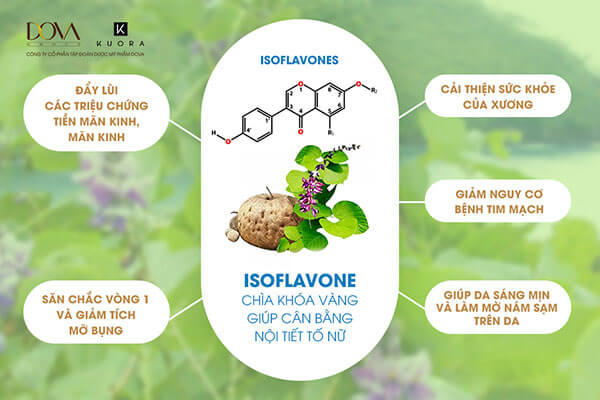 DOVA
KUORA
CÔNG TY CỔ PHẦN TẬP ĐOÀN DƯỢC MỸ PHẨM DOVA
ISOFLAVONES
ĐẨY LÙI
CÁC TRIỆU CHỨNG
TIỀN MÃN KINH,
MÃN KINH
CẢI THIỆN SỨC KHỎE
CỦA XƯƠNG
GIẢM NGUY CƠ
BỆNH TIM MẠCH
SĂN CHẮC VÒNG 1
VÀ GIẢM TÍCH
MỠ BỤNG
GIÚP DA SÁNG MỊN
VÀ LÀM MỜ NÁM SẠM
TRÊN DA
ISOFLAVONE
CHÌA KHÓA VÀNG
GIÚP CÂN BẰNG
NỘI TIẾT TỐ NỮ